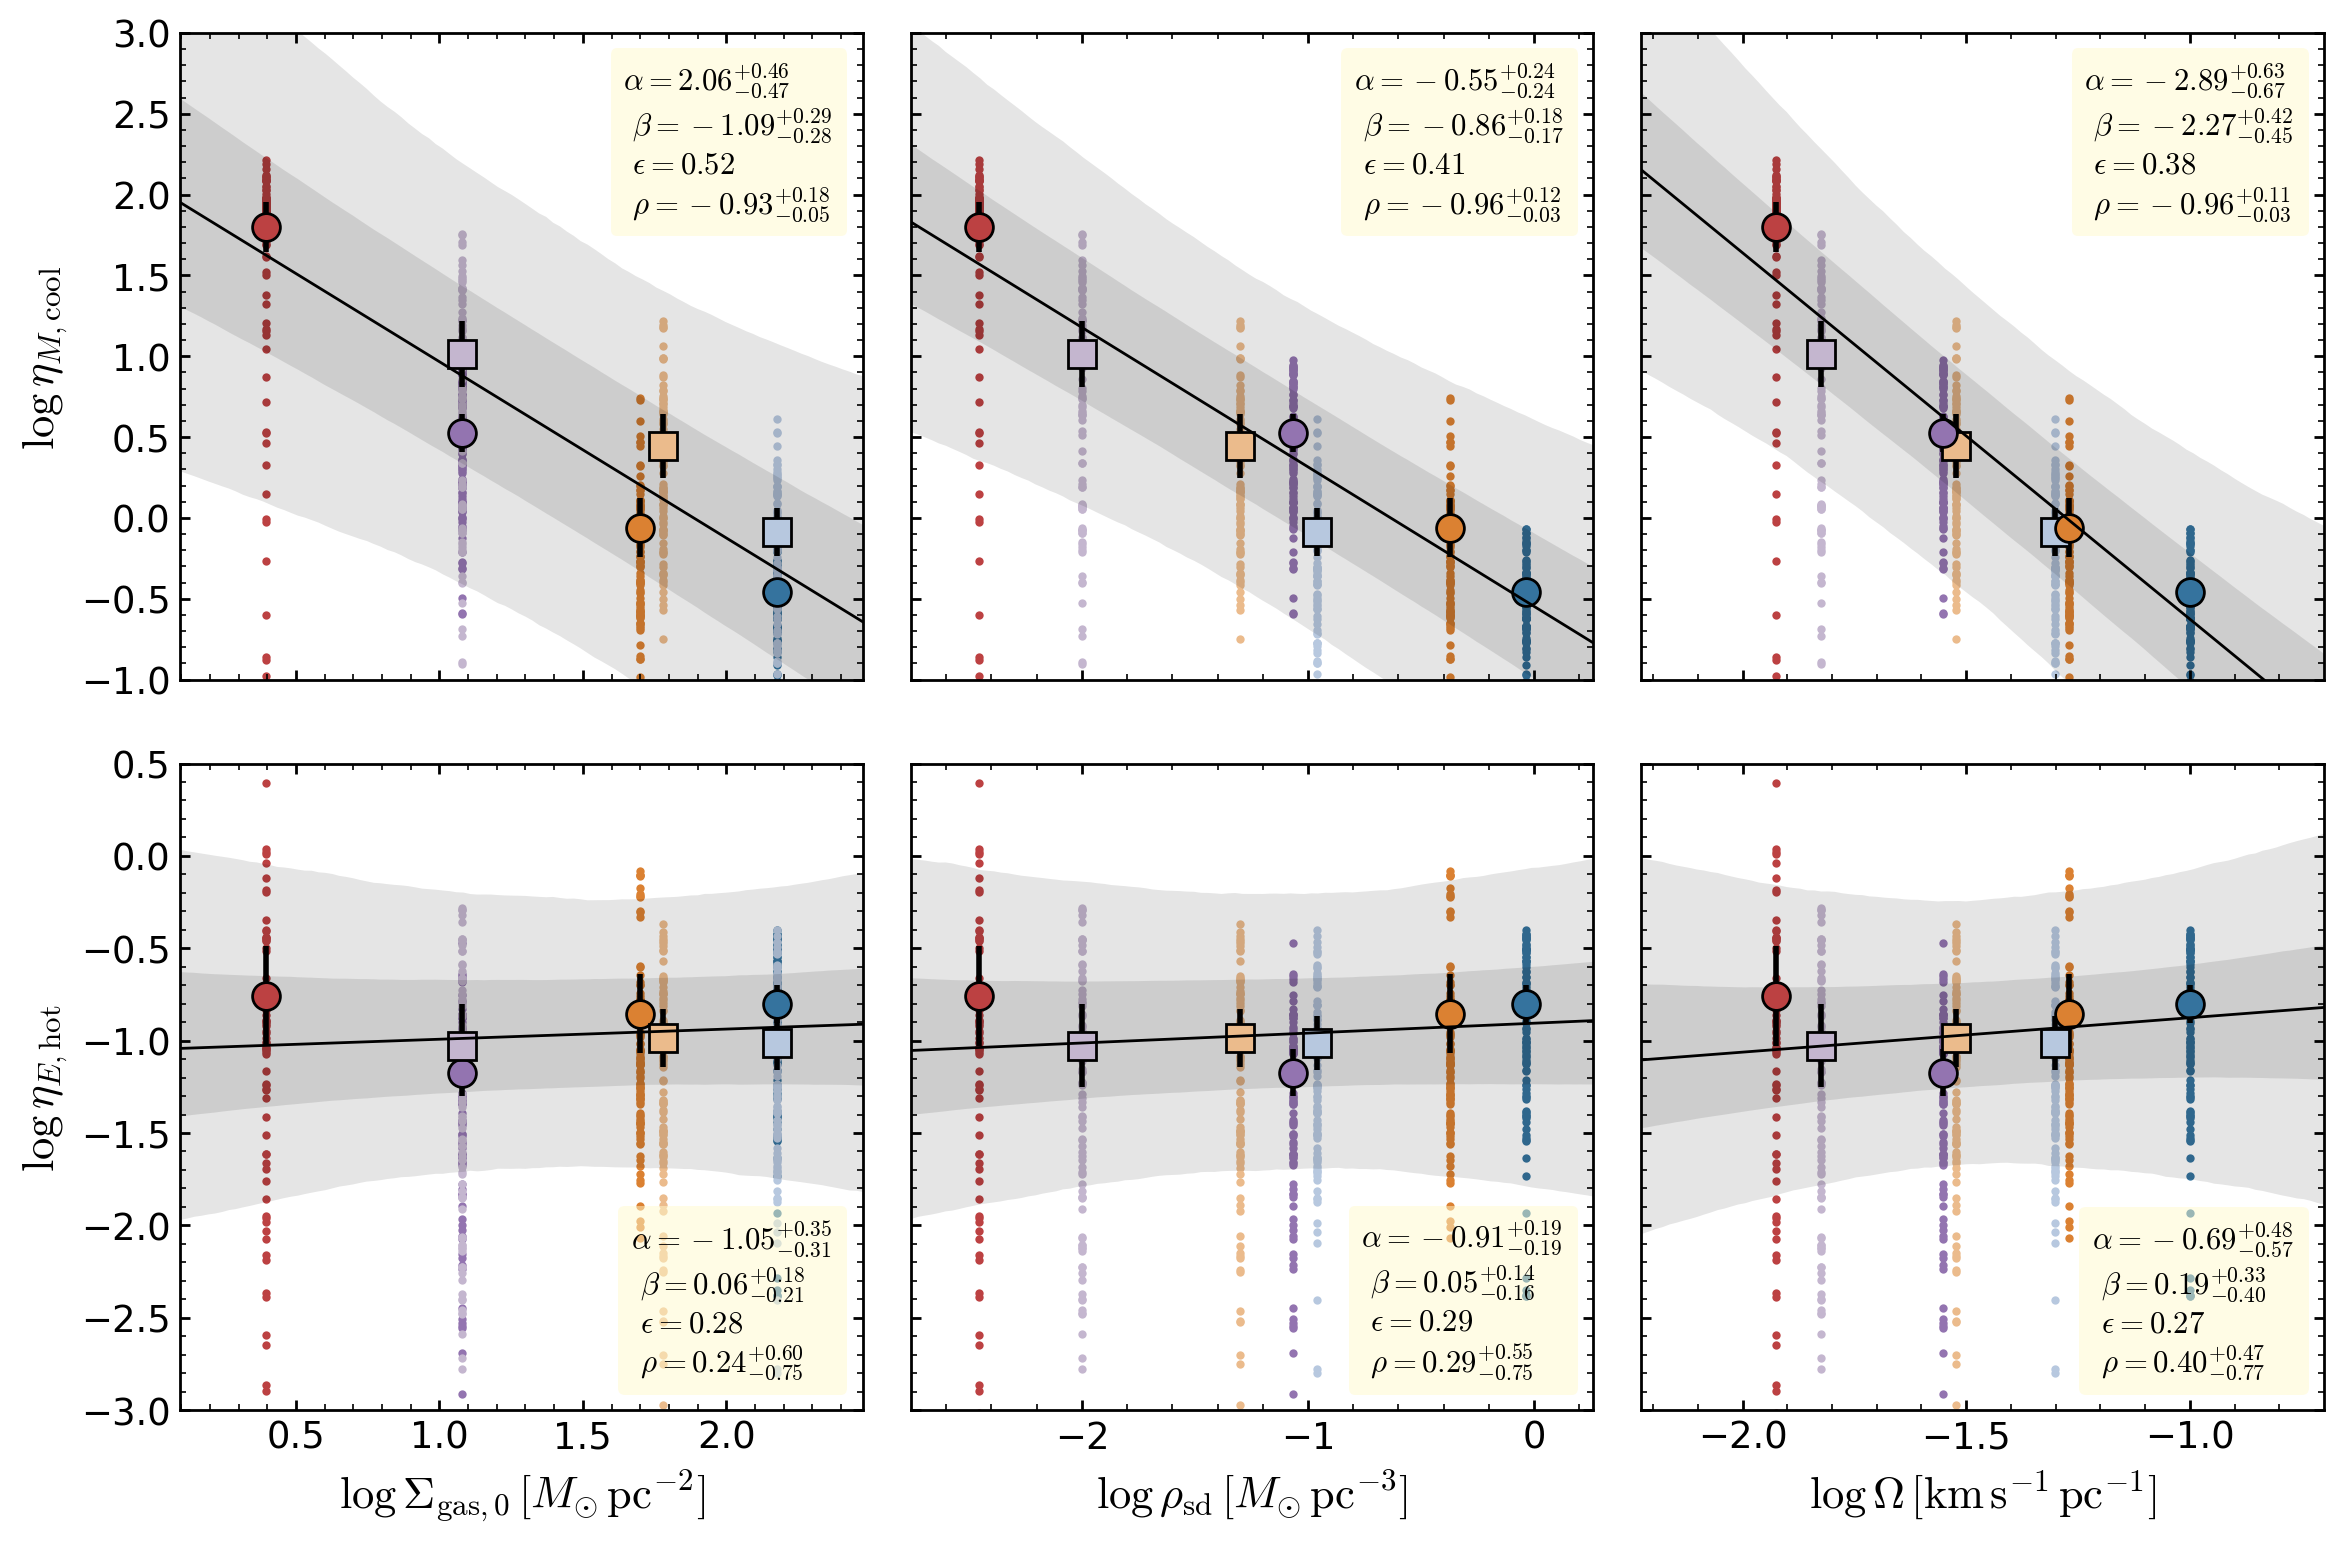 3.0
2.5
2.0
1.5
1.0
0.5
0.0
−0.5
−1.0
log η_{M, cool}
α = 2.06^{+0.46}_{−0.47}
β = −1.09^{+0.29}_{−0.28}
ϵ = 0.52
ρ = −0.93^{+0.18}_{−0.05}
α = −0.55^{+0.24}_{−0.24}
β = −0.86^{+0.18}_{−0.17}
ϵ = 0.41
ρ = −0.96^{+0.12}_{−0.03}
α = −2.89^{+0.63}_{−0.67}
β = −2.27^{+0.42}_{−0.45}
ϵ = 0.38
ρ = −0.96^{+0.11}_{−0.03}
0.5
0.0
−0.5
−1.0
−1.5
−2.0
−2.5
−3.0
log η_{E, hot}
α = −1.05^{+0.35}_{−0.31}
β = 0.06^{+0.18}_{−0.21}
ϵ = 0.28
ρ = 0.24^{+0.60}_{−0.75}
α = −0.91^{+0.19}_{−0.19}
β = 0.05^{+0.14}_{−0.16}
ϵ = 0.29
ρ = 0.29^{+0.55}_{−0.75}
α = −0.69^{+0.48}_{−0.57}
β = 0.19^{+0.33}_{−0.40}
ϵ = 0.27
ρ = 0.40^{+0.47}_{−0.77}
0.5 1.0 1.5 2.0
−2 −1 0
−2.0 −1.5 −1.0
log Σ_{gas, 0} [M_⊙ pc^{−2}]
log ρ_{sd} [M_⊙ pc^{−3}]
log Ω [km s^{−1} pc^{−1}]